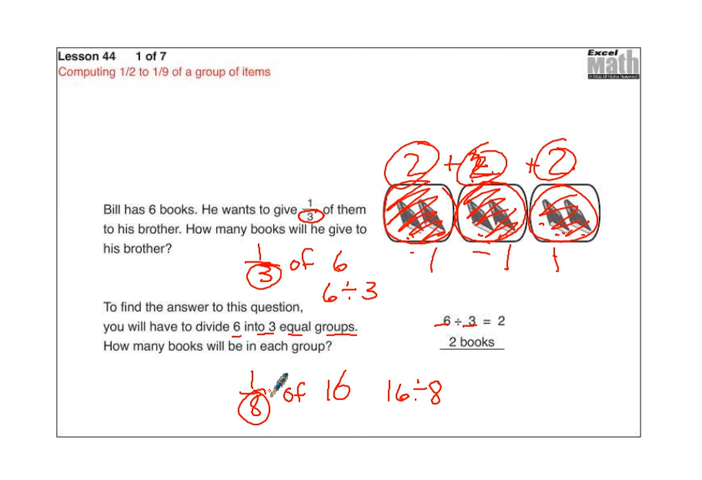 Lesson 44 1 of 7
Computing 1/2 to 1/9 of a group of items
Excel
Math
2 + 2 + 2
Bill has 6 books. He wants to give 1/3 of them
to his brother. How many books will he give to
his brother?
-1 -1 1
1/3 of 6
6÷3
To find the answer to this question,
you will have to divide 6 into 3 equal groups.
How many books will be in each group?
6 ÷ 3 = 2
2 books
1/8 of 16 16÷8